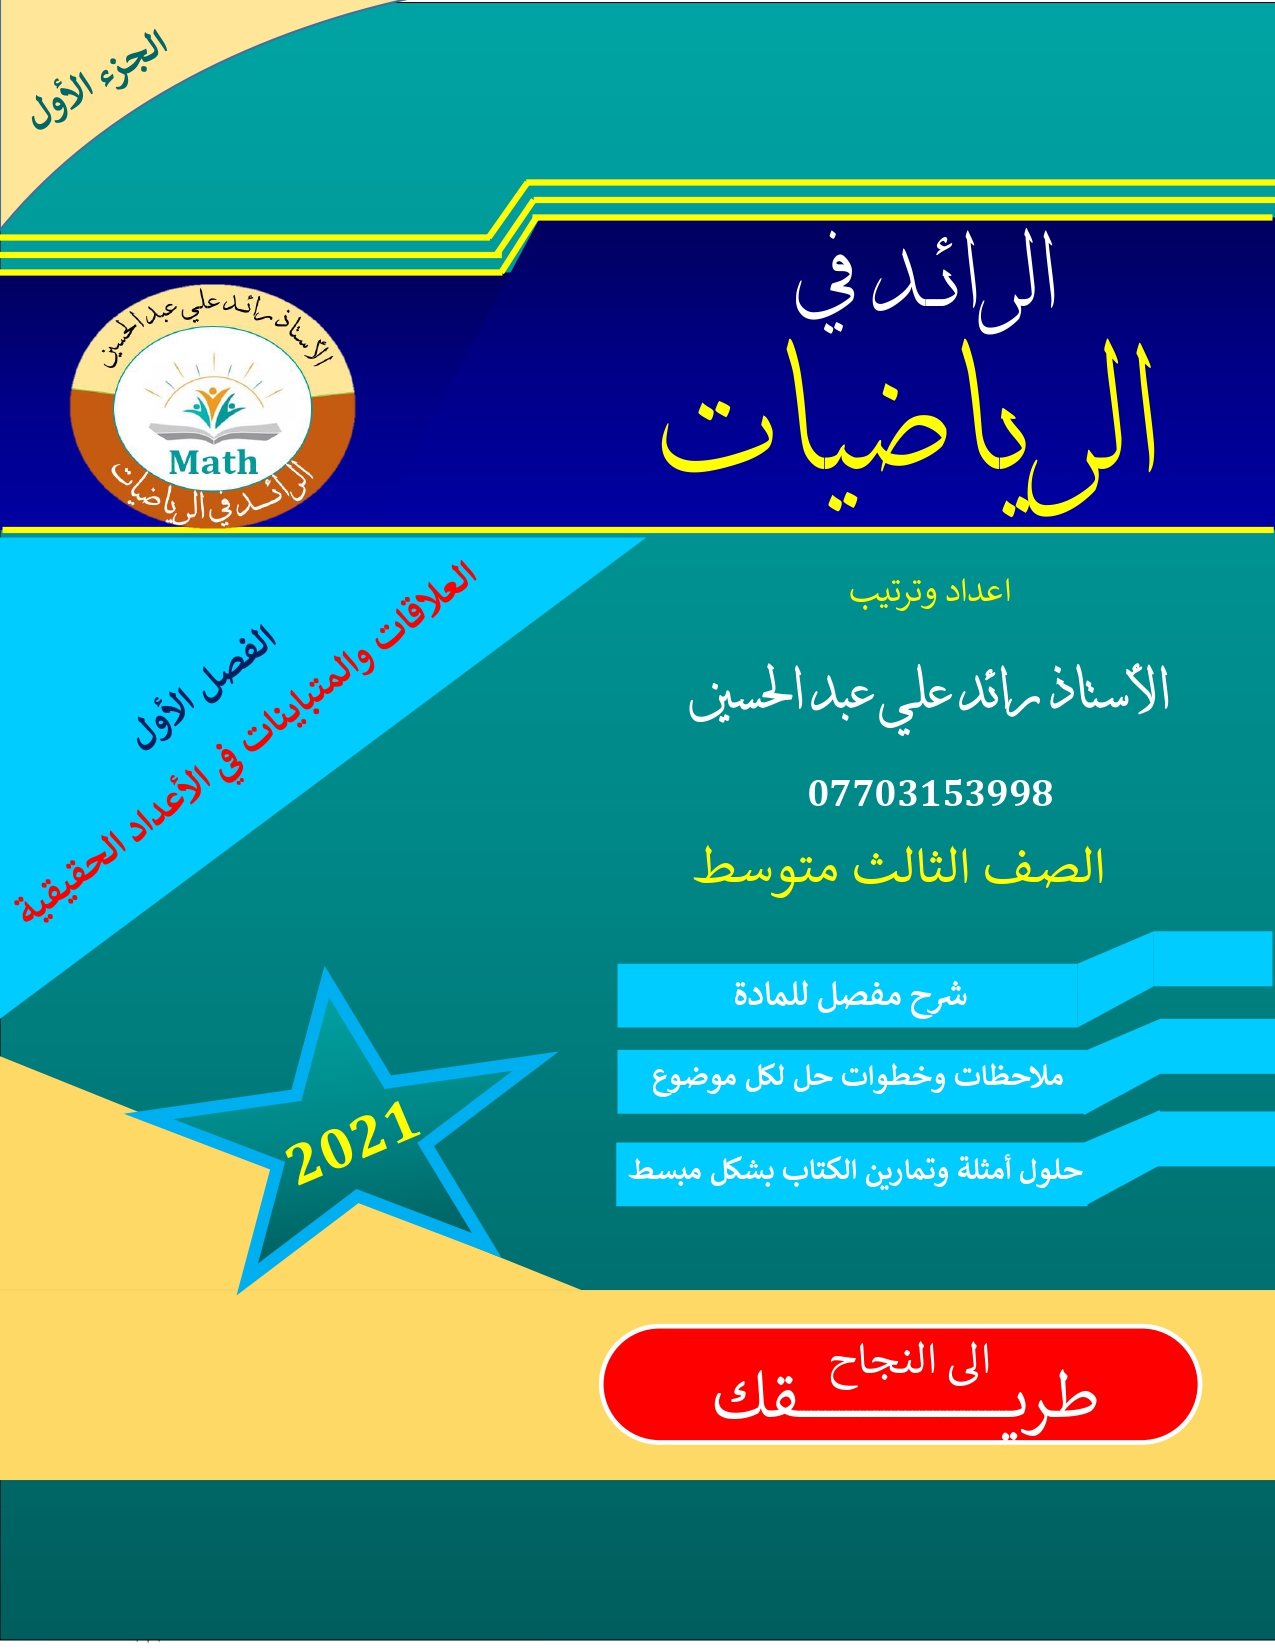 الجزء الأول
الرائد في
الرياضيات
الأستاذ رائد علي عبد الحسين
Math
الرائد في الرياضيات
الفصل الأول
العلاقات والمتباينات في الأعداد الحقيقية
اعداد وترتيب
الأستاذ رائد علي عبد الحسين
07703153998
الصف الثالث متوسط
شرح مفصل للمادة
ملاحظات وخطوات حل لكل موضوع
حلول أمثلة وتمارين الكتاب بشكل مبسط
2021
طريـــــــــقك
الى النجاح